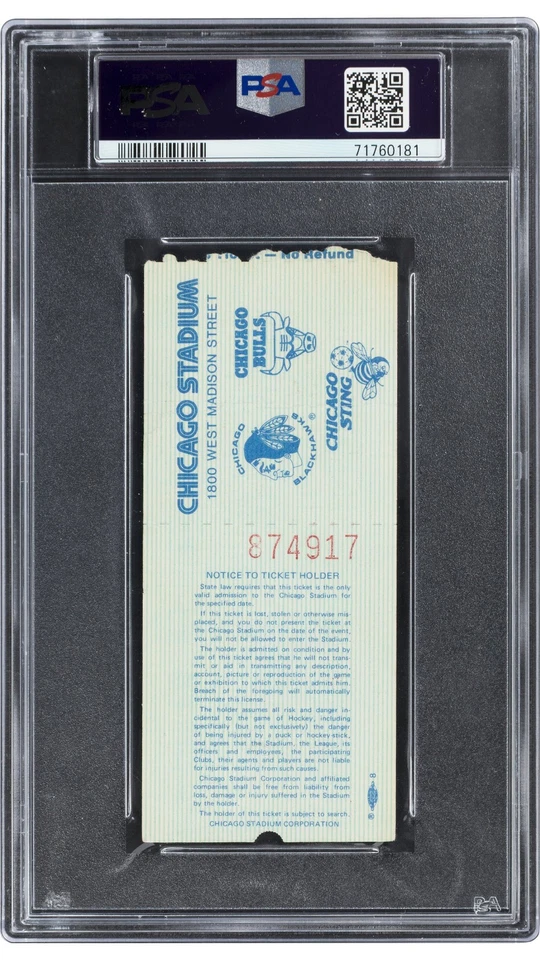 PSA
PSA
71760181
— No Refund
CHICAGO STADIUM
1800 WEST MADISON STREET
CHICAGO
BULLS
CHICAGO
STING
CHICAGO
BLACKHAWKS®
874917
NOTICE TO TICKET HOLDER
State law requires that this ticket is the only
valid admission to the Chicago Stadium for
the specified date.
If this ticket is lost, stolen or otherwise mis-
placed, and you do not present the ticket at
the Chicago Stadium on the date of the event,
you will not be allowed to enter the Stadium.
The holder is admitted on condition and by
use of this ticket agrees that he will not trans-
mit or aid in transmitting any description,
account, picture or reproduction of the game
or exhibition to which this ticket admits him.
Breach of the foregoing will automatically
terminate this license.
The holder assumes all risk and danger in-
cidental to the game of Hockey, including
specifically (but not exclusively) the danger
of being injured by a puck or hockey-stick,
and agrees that the Stadium, the League, its
officers and employees, the participating
Clubs, their agents and players are not liable
for injuries resulting from such causes.
Chicago Stadium Corporation and affiliated
companies shall be free from liability from
loss, damage or injury suffered in the Stadium
by the holder.
The holder of this ticket is subject to search.
CHICAGO STADIUM CORPORATION
® 8
PSA